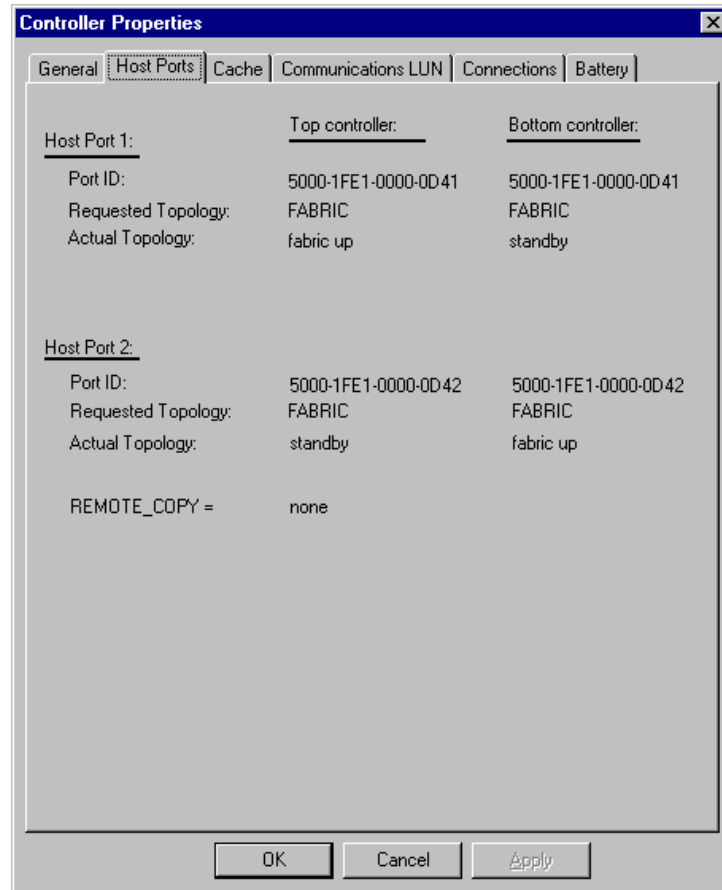 Controller Properties
General Host Ports Cache Communications LUN Connections Battery
Top controller: Bottom controller:
Host Port 1:
Port ID: 5000-1FE1-0000-0D41 5000-1FE1-0000-0D41
Requested Topology: FABRIC FABRIC
Actual Topology: fabric up standby
Host Port 2:
Port ID: 5000-1FE1-0000-0D42 5000-1FE1-0000-0D42
Requested Topology: FABRIC FABRIC
Actual Topology: standby fabric up
REMOTE_COPY = none
OK Cancel Apply